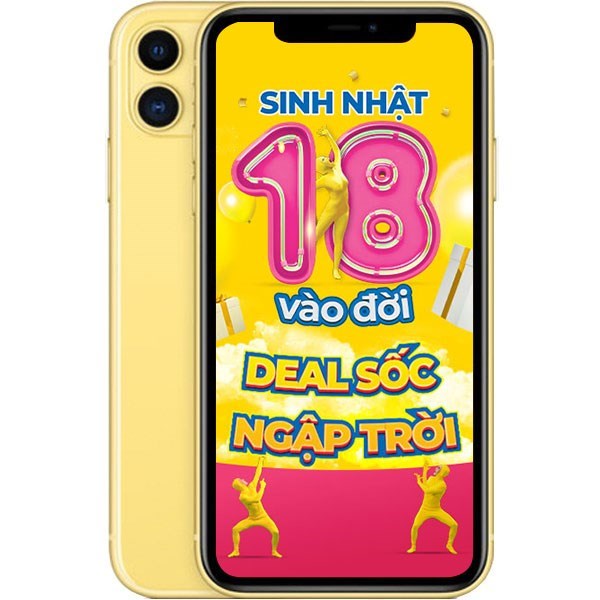 SINH NHẬT
18
vào đời
DEAL SỐC
NGẬP TRỜI